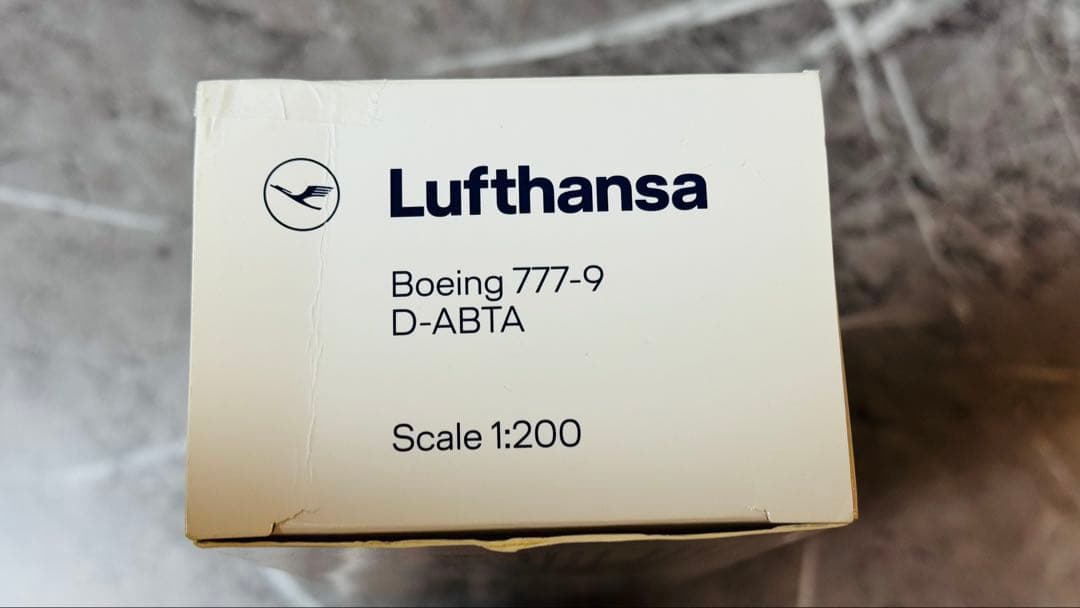 Lufthansa
Boeing 777-9
D-ABTA
Scale 1:200